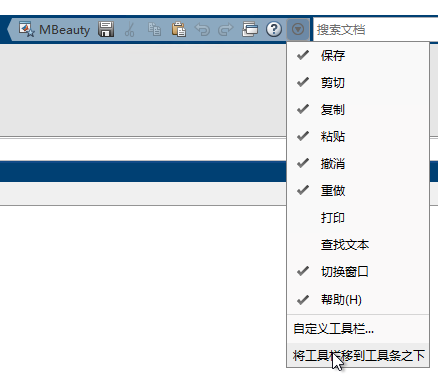 MBeauty
搜索文档
保存
剪切
复制
粘贴
撤消
重做
打印
查找文本
切换窗口
帮助(H)
自定义工具栏...
将工具栏移到工具条之下